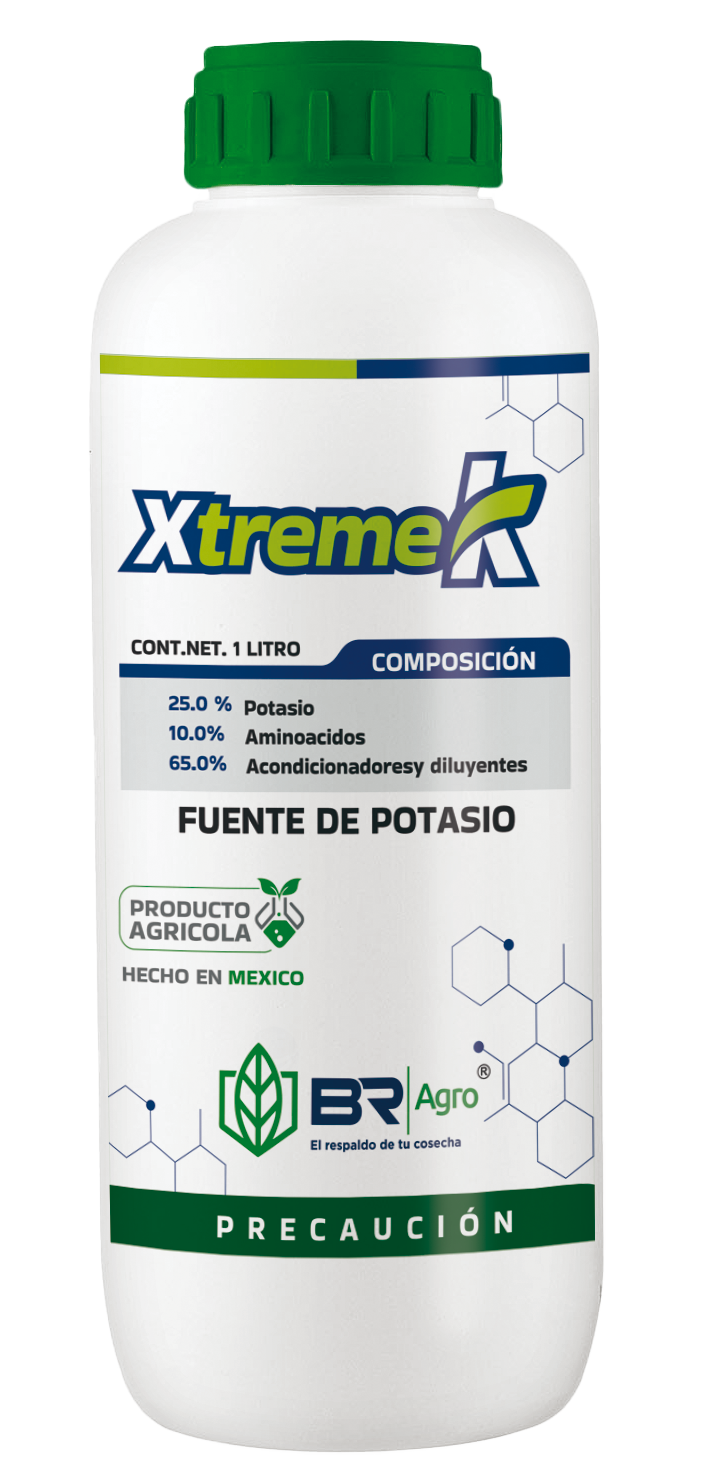 Xtremek
CONT.NET. 1 LITRO
COMPOSICIÓN
25.0 % Potasio
10.0% Aminoacidos
65.0% Acondicionadoresy diluyentes
FUENTE DE POTASIO
PRODUCTO
AGRICOLA
HECHO EN MEXICO
BR Agro ®
El respaldo de tu cosecha
PRECAUCIÓN